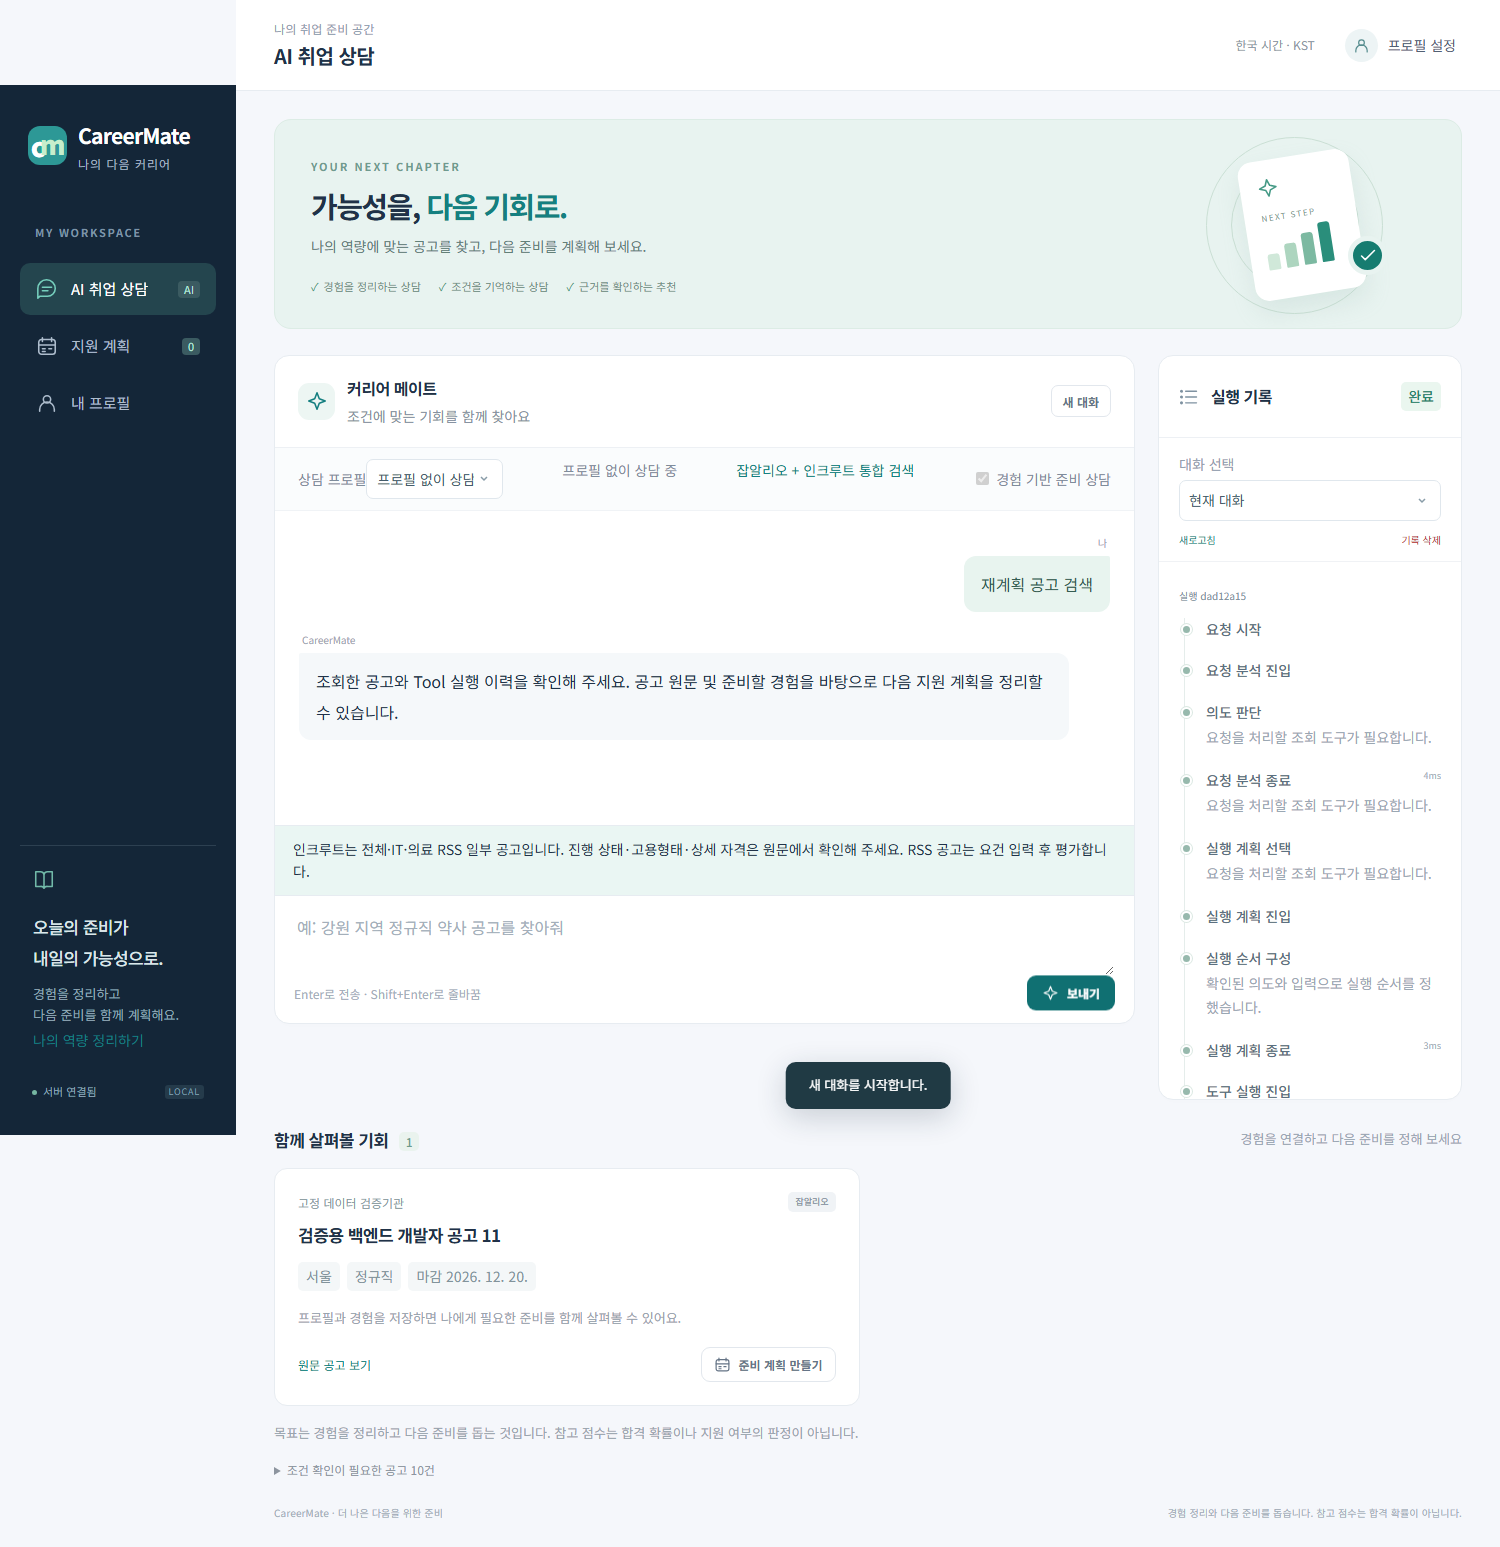 나의 취업 준비 공간
AI 취업 상담
한국 시간 · KST
프로필 설정
cm
CareerMate
나의 다음 커리어
MY WORKSPACE
AI 취업 상담
AI
지원 계획
0
내 프로필
오늘의 준비가
내일의 가능성으로.
경험을 정리하고
다음 준비를 함께 계획해요.
나의 역량 정리하기
서버 연결됨
LOCAL
YOUR NEXT CHAPTER
가능성을, 다음 기회로.
나의 역량에 맞는 공고를 찾고, 다음 준비를 계획해 보세요.
✓ 경험을 정리하는 상담
✓ 조건을 기억하는 상담
✓ 근거를 확인하는 추천
NEXT STEP
커리어 메이트
조건에 맞는 기회를 함께 찾아요
새 대화
상담 프로필
프로필 없이 상담
프로필 없이 상담 중
잡알리오 + 인크루트 통합 검색
경험 기반 준비 상담
나
재계획 공고 검색
CareerMate
조회한 공고와 Tool 실행 이력을 확인해 주세요. 공고 원문 및 준비할 경험을 바탕으로 다음 지원 계획을 정리할
수 있습니다.
인크루트는 전체·IT·의료 RSS 일부 공고입니다. 진행 상태·고용형태·상세 자격은 원문에서 확인해 주세요. RSS 공고는 요건 입력 후 평가합니
다.
예: 강원 지역 정규직 약사 공고를 찾아줘
Enter로 전송 · Shift+Enter로 줄바꿈
보내기
실행 기록
완료
대화 선택
현재 대화
새로고침
기록 삭제
실행 dad12a15
요청 시작
요청 분석 진입
의도 판단
요청을 처리할 조회 도구가 필요합니다.
요청 분석 종료
4ms
요청을 처리할 조회 도구가 필요합니다.
실행 계획 선택
요청을 처리할 조회 도구가 필요합니다.
실행 계획 진입
실행 순서 구성
확인된 의도와 입력으로 실행 순서를 정
했습니다.
실행 계획 종료
3ms
도구 실행 진입
새 대화를 시작합니다.
함께 살펴볼 기회
1
경험을 연결하고 다음 준비를 정해 보세요
고정 데이터 검증기관
잡알리오
검증용 백엔드 개발자 공고 11
서울
정규직
마감 2026. 12. 20.
프로필과 경험을 저장하면 나에게 필요한 준비를 함께 살펴볼 수 있어요.
원문 공고 보기
준비 계획 만들기
목표는 경험을 정리하고 다음 준비를 돕는 것입니다. 참고 점수는 합격 확률이나 지원 여부의 판정이 아닙니다.
▶ 조건 확인이 필요한 공고 10건
CareerMate · 더 나은 다음을 위한 준비
경험 정리와 다음 준비를 돕습니다. 참고 점수는 합격 확률이 아닙니다.